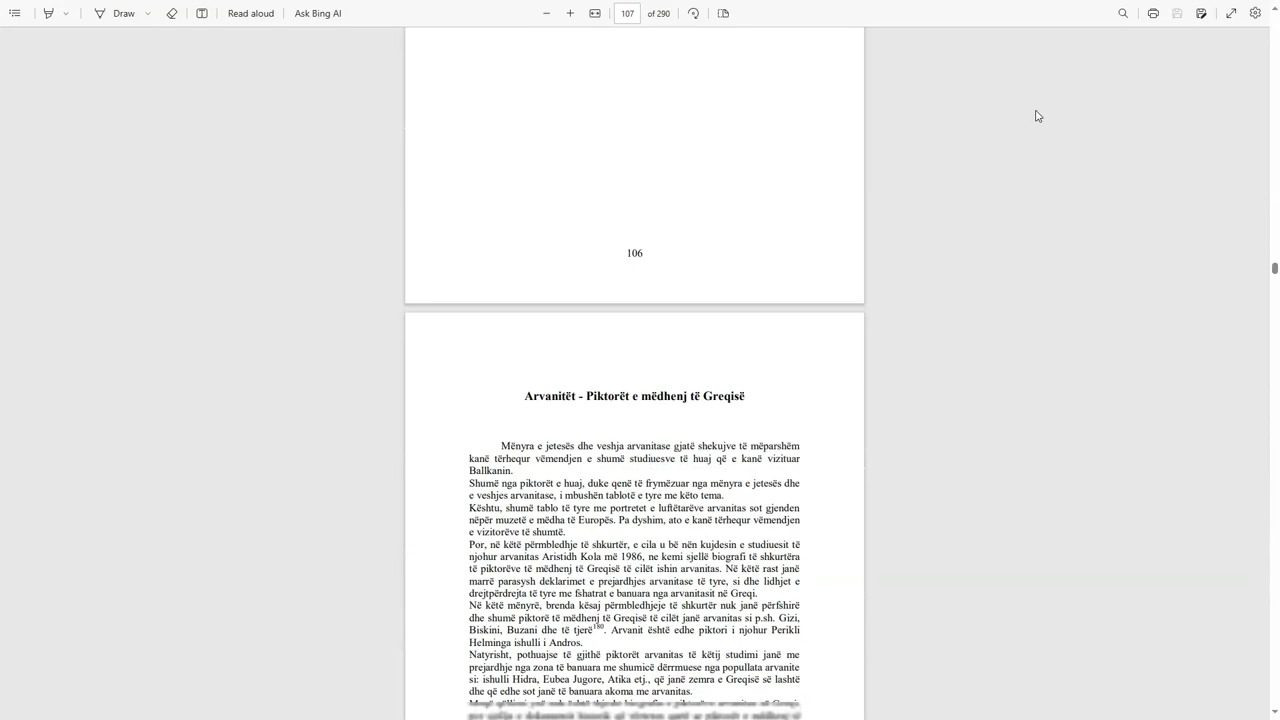 Draw
Read aloud
Ask Bing AI
107 of 290
106
Arvanitët - Piktorët e mëdhenj të Greqisë
Mënyra e jetesës dhe veshja arvanitase gjatë shekujve të mëparshëm
kanë tërhequr vëmendjen e shumë studiuesve të huaj që e kanë vizituar
Ballkanin.
Shumë nga piktorët e huaj, duke qenë të frymëzuar nga mënyra e jetesës dhe
e veshjes arvanitase, i mbushën tablotë e tyre me këto tema.
Kështu, shumë tablo të tyre me portretet e luftëtarëve arvanitas sot gjenden
nëpër muzetë e mëdha të Europës. Pa dyshim, ato e kanë tërhequr vëmendjen
e vizitorëve të shumtë.
Por, në këtë përmbledhje të shkurtër, e cila u bë nën kujdesin e studiuesit të
njohur arvanitas Aristidh Kola më 1986, ne kemi sjellë biografi të shkurtëra
të piktorëve të mëdhenj të Greqisë të cilët ishin arvanitas. Në këtë rast janë
marrë parasysh deklarimet e prejardhjes arvanitase të tyre, si dhe lidhjet e
drejtpërdrejta të tyre me fshatrat e banuara nga arvanitasit në Greqi.
Në këtë mënyrë, brenda kësaj përmbledhjeje të shkurtër nuk janë përfshirë
dhe shumë piktorë të mëdhenj të Greqisë të cilët janë arvanitas si p.sh. Gizi,
Biskini, Buzani dhe të tjerë180. Arvanit është edhe piktori i njohur Perikli
Helminga ishulli i Andros.
Natyrisht, pothuajse të gjithë piktorët arvanitas të këtij studimi janë me
prejardhje nga zona të banuara me shumicë dërrmuese nga popullata arvanite
si: ishulli Hidra, Eubea Jugore, Atika etj., që janë zemra e Greqisë së lashtë
dhe që edhe sot janë të banuara akoma me arvanitas.